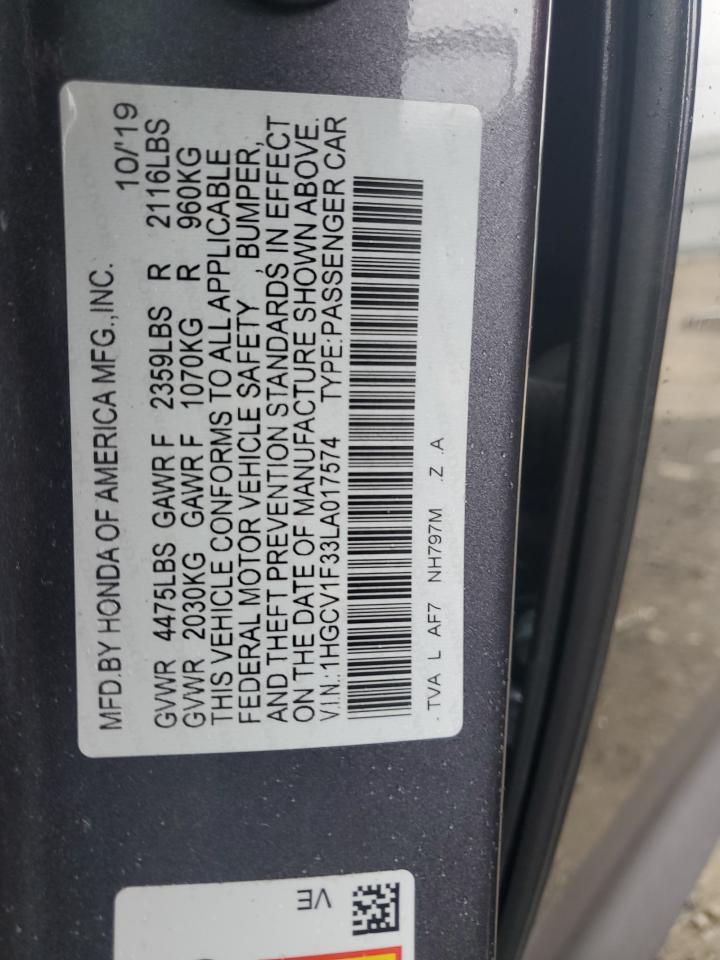 MFD.BY HONDA OF AMERICA MFG.,INC. 10/'19
GVWR 4475LBS GAWR F 2359LBS R 2116LBS
GVWR 2030KG GAWR F 1070KG R 960KG
THIS VEHICLE CONFORMS TO ALL APPLICABLE
FEDERAL MOTOR VEHICLE SAFETY , BUMPER,
AND THEFT PREVENTION STANDARDS IN EFFECT
ON THE DATE OF MANUFACTURE SHOWN ABOVE.
V.I.N.:1HGCV1F33LA017574 TYPE:PASSENGER CAR
.TVA L AF7 NH797M .Z .A
VE